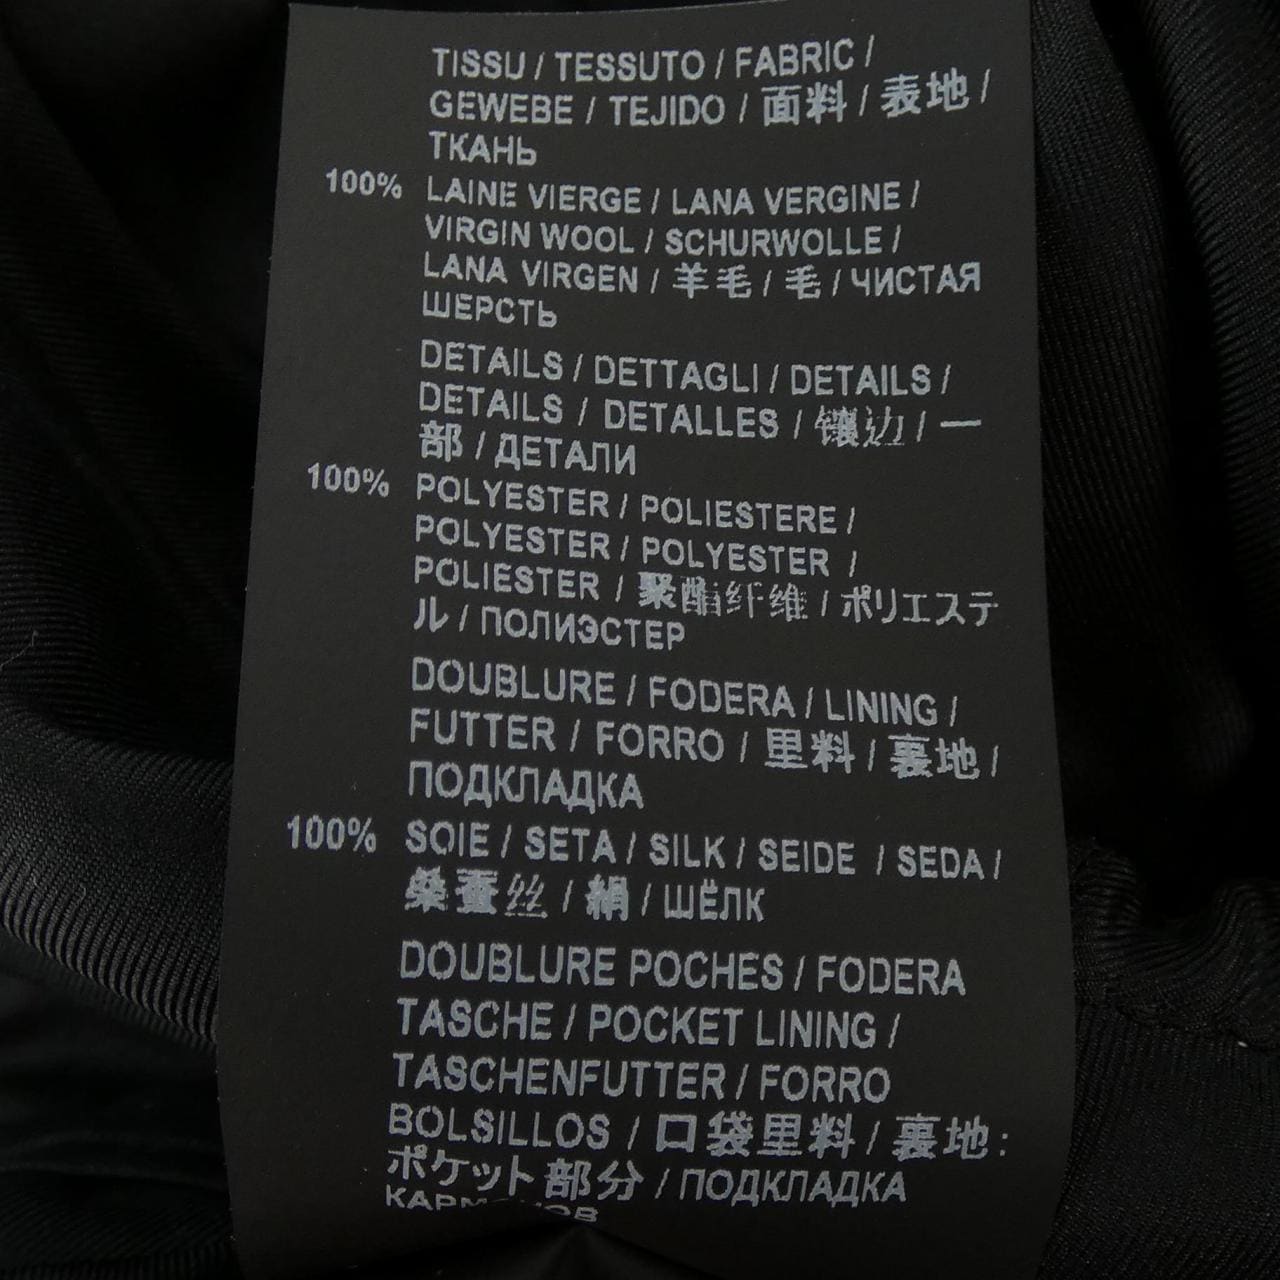 TISSU / TESSUTO / FABRIC /
GEWEBE / TEJIDO / 面料 / 表地 /
ТКАНЬ
100% LAINE VIERGE / LANA VERGINE /
VIRGIN WOOL / SCHURWOLLE /
LANA VIRGEN / 羊毛 / 毛 / ЧИСТАЯ
ШЕРСТЬ
DETAILS / DETTAGLI / DETAILS /
DETAILS / DETALLES / 镶边 / 一
部 / ДЕТАЛИ
100% POLYESTER / POLIESTERE /
POLYESTER / POLYESTER /
POLIESTER / 聚酯纤维 / ポリエステ
ル / ПОЛИЭСТЕР
DOUBLURE / FODERA / LINING /
FUTTER / FORRO / 里料 / 裏地 /
ПОДКЛАДКА
100% SOIE / SETA / SILK / SEIDE / SEDA /
桑蚕丝 / 絹 / ШЁЛК
DOUBLURE POCHES / FODERA
TASCHE / POCKET LINING /
TASCHENFUTTER / FORRO
BOLSILLOS / 口袋里料 / 裏地:
ポケット部分 / ПОДКЛАДКА